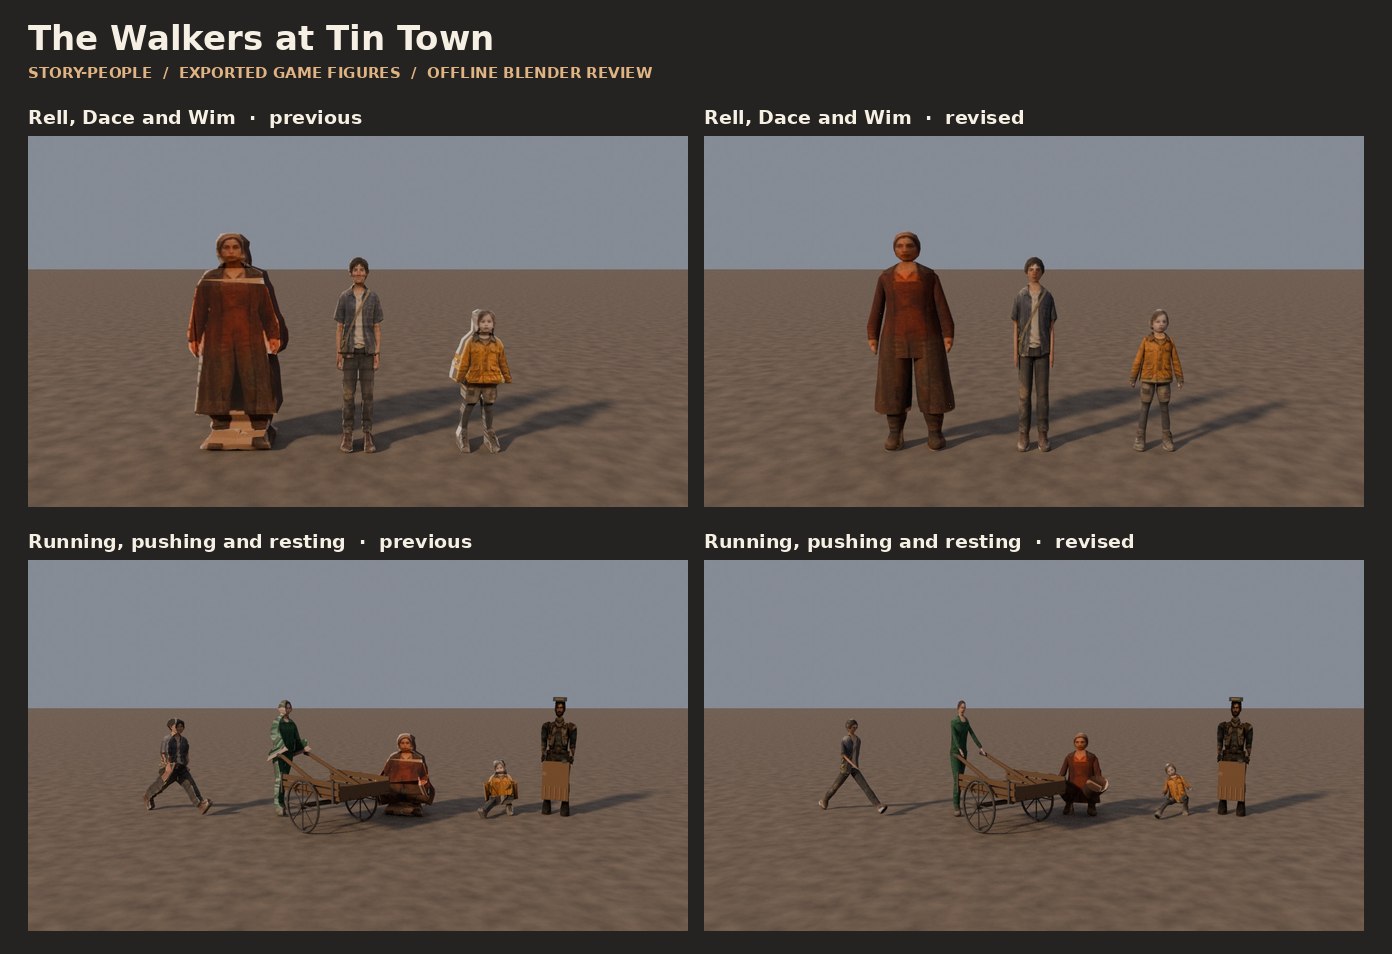 The Walkers at Tin Town
STORY-PEOPLE / EXPORTED GAME FIGURES / OFFLINE BLENDER REVIEW
Rell, Dace and Wim · previous
Rell, Dace and Wim · revised
Running, pushing and resting · previous
Running, pushing and resting · revised